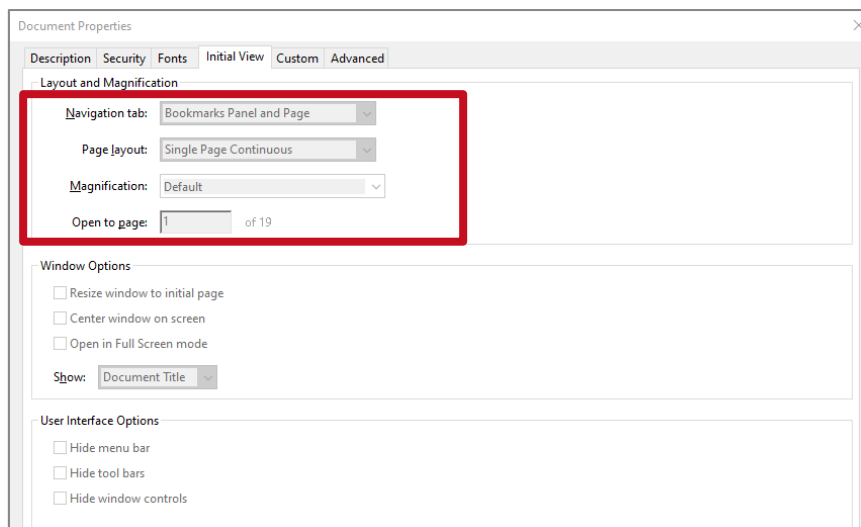 Document Properties
Description Security Fonts Initial View Custom Advanced
Layout and Magnification
Navigation tab: Bookmarks Panel and Page
Page layout: Single Page Continuous
Magnification: Default
Open to page: 1 of 19
Window Options
Resize window to initial page
Center window on screen
Open in Full Screen mode
Show: Document Title
User Interface Options
Hide menu bar
Hide tool bars
Hide window controls